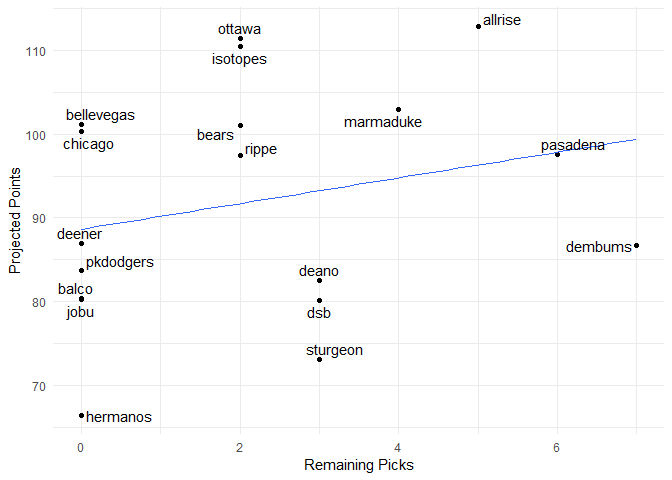 allrise
ottawa
110
isotopes
bellevegas
marmaduke
bears
100
chicago
rippe
pasadena
Projected Points
90
deener
dembums
pkdodgers
deano
balco
80
jobu
dsb
sturgeon
70
hermanos
0
2
4
6
Remaining Picks